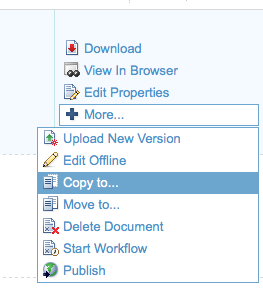 Download
View In Browser
Edit Properties
More...
Upload New Version
Edit Offline
Copy to...
Move to...
Delete Document
Start Workflow
Publish